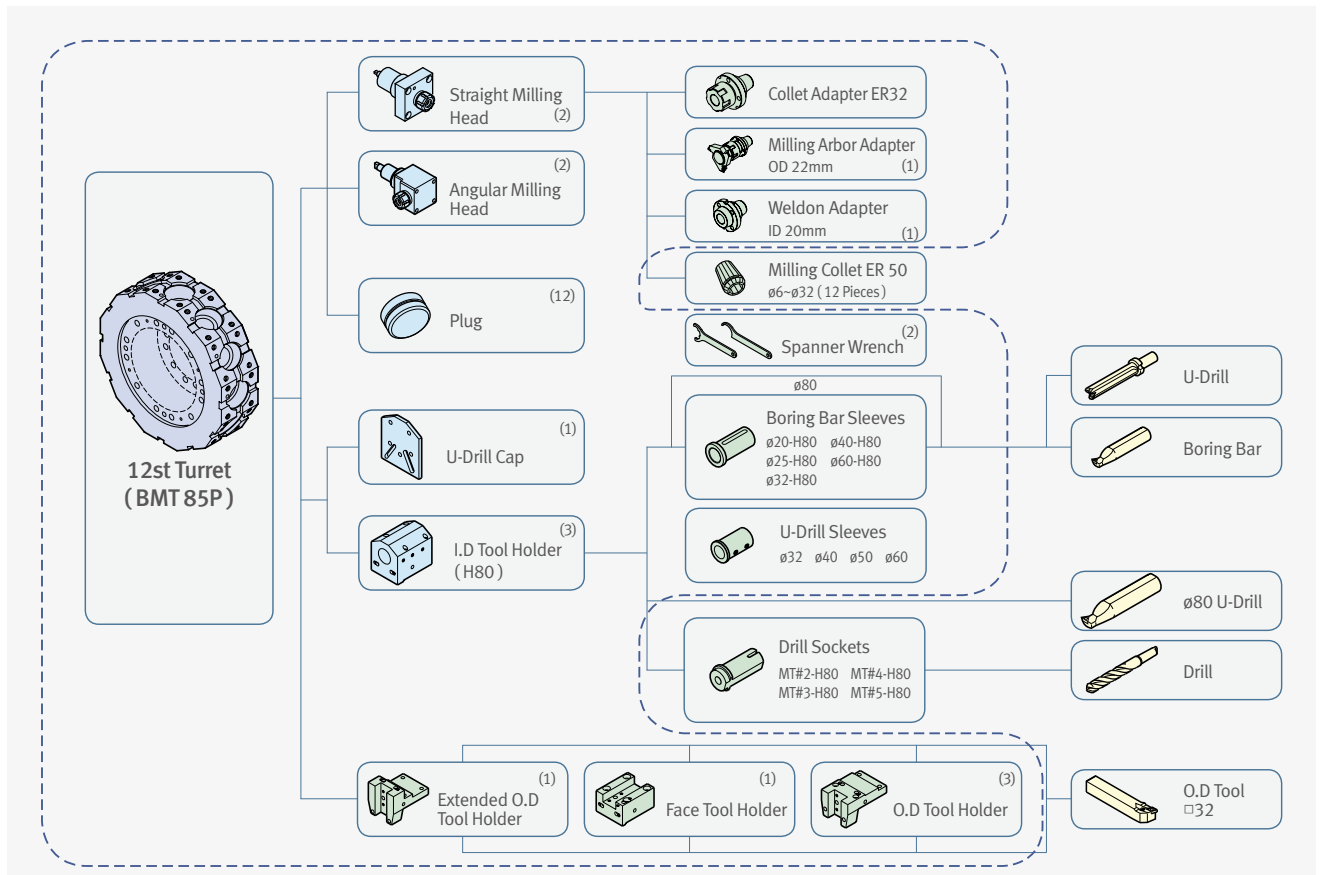 12st Turret
( BMT 85P )
Straight Milling
Head
(2)
(2)
Angular Milling
Head
(12)
Plug
(1)
U-Drill Cap
(3)
I.D Tool Holder
( H80 )
(1)
Extended O.D
Tool Holder
(1)
Face Tool Holder
(3)
O.D Tool Holder
Collet Adapter ER32
Milling Arbor Adapter
OD 22mm (1)
Weldon Adapter
ID 20mm (1)
Milling Collet ER 50
ø6~ø32 ( 12 Pieces )
(2)
Spanner Wrench
ø80
Boring Bar Sleeves
ø20-H80 ø40-H80
ø25-H80 ø60-H80
ø32-H80
U-Drill Sleeves
ø32 ø40 ø50 ø60
Drill Sockets
MT#2-H80 MT#4-H80
MT#3-H80 MT#5-H80
U-Drill
Boring Bar
ø80 U-Drill
Drill
O.D Tool
□32